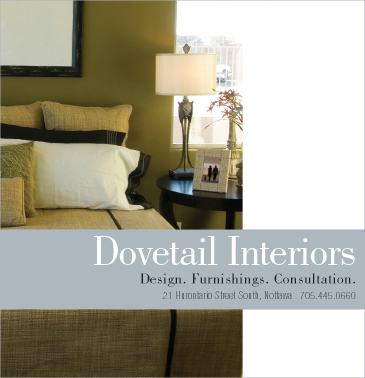 Dovetail Interiors
Design. Furnishings. Consultation.
21 Hurontario Street South, Nottawa 705.445.0660